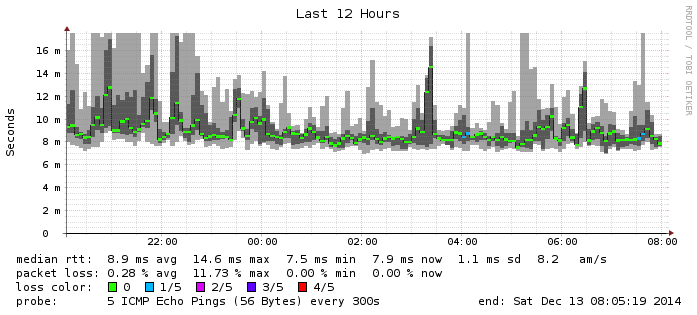 Last 12 Hours
RRDTOOL / TOBI OETIKER
Seconds
16 m
14 m
12 m
10 m
8 m
6 m
4 m
2 m
0
22:00 00:00 02:00 04:00 06:00 08:00
median rtt: 8.9 ms avg 14.6 ms max 7.5 ms min 7.9 ms now 1.1 ms sd 8.2 am/s
packet loss: 0.28 % avg 11.73 % max 0.00 % min 0.00 % now
loss color: 0 1/5 2/5 3/5 4/5
probe: 5 ICMP Echo Pings (56 Bytes) every 300s end: Sat Dec 13 08:05:19 2014